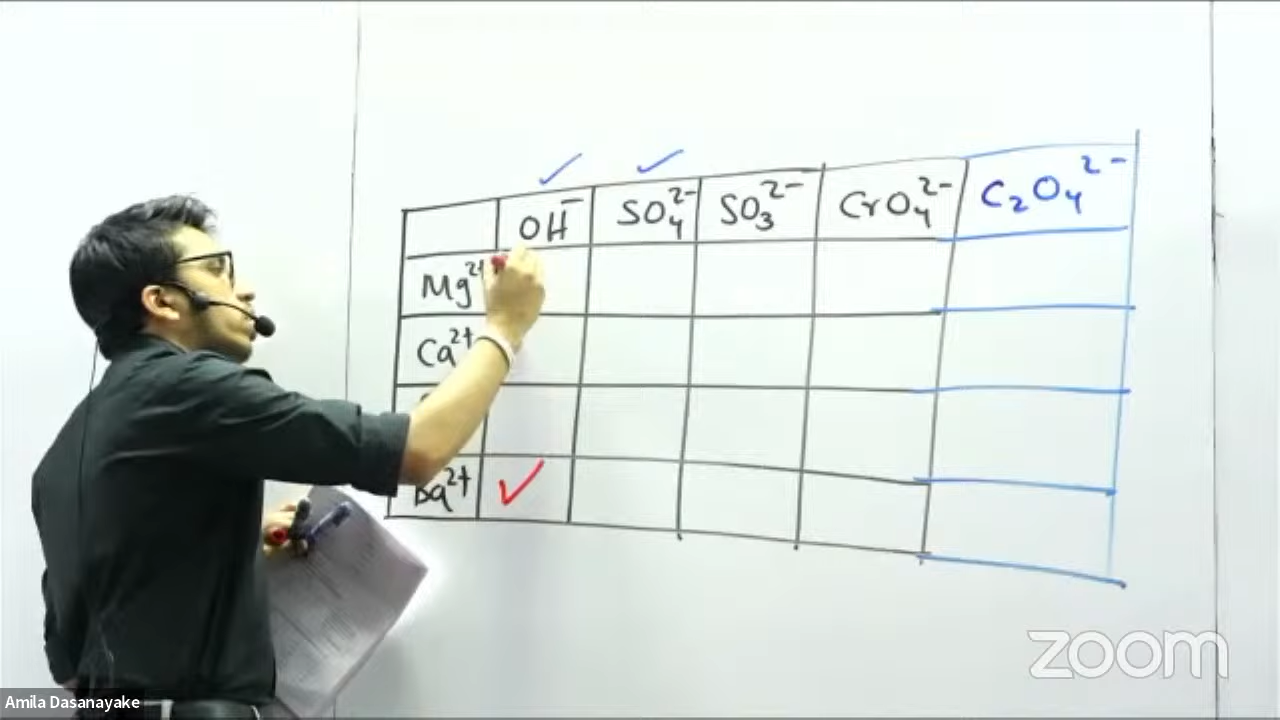 OH⁻ SO₄²⁻ SO₃²⁻ CrO₄²⁻ C₂O₄²⁻
Mg²⁺
Ca²⁺
Ba²⁺
zoom
Amila Dasanayake